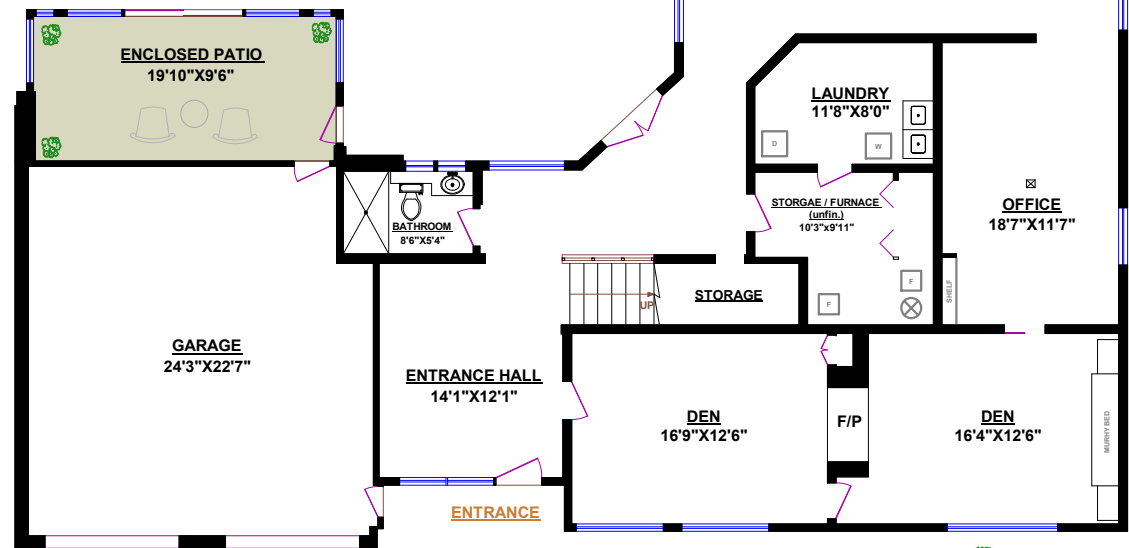 ENCLOSED PATIO
19'10"X9'6"
LAUNDRY
11'8"X8'0"
D
W
STORGAE / FURNACE
(unfin.)
10'3"x9'11"
OFFICE
18'7"X11'7"
BATHROOM
8'6"X5'4"
F
F
SHELF
UP
STORAGE
GARAGE
24'3"X22'7"
ENTRANCE HALL
14'1"X12'1"
DEN
16'9"X12'6"
F/P
DEN
16'4"X12'6"
MURHY BED
ENTRANCE